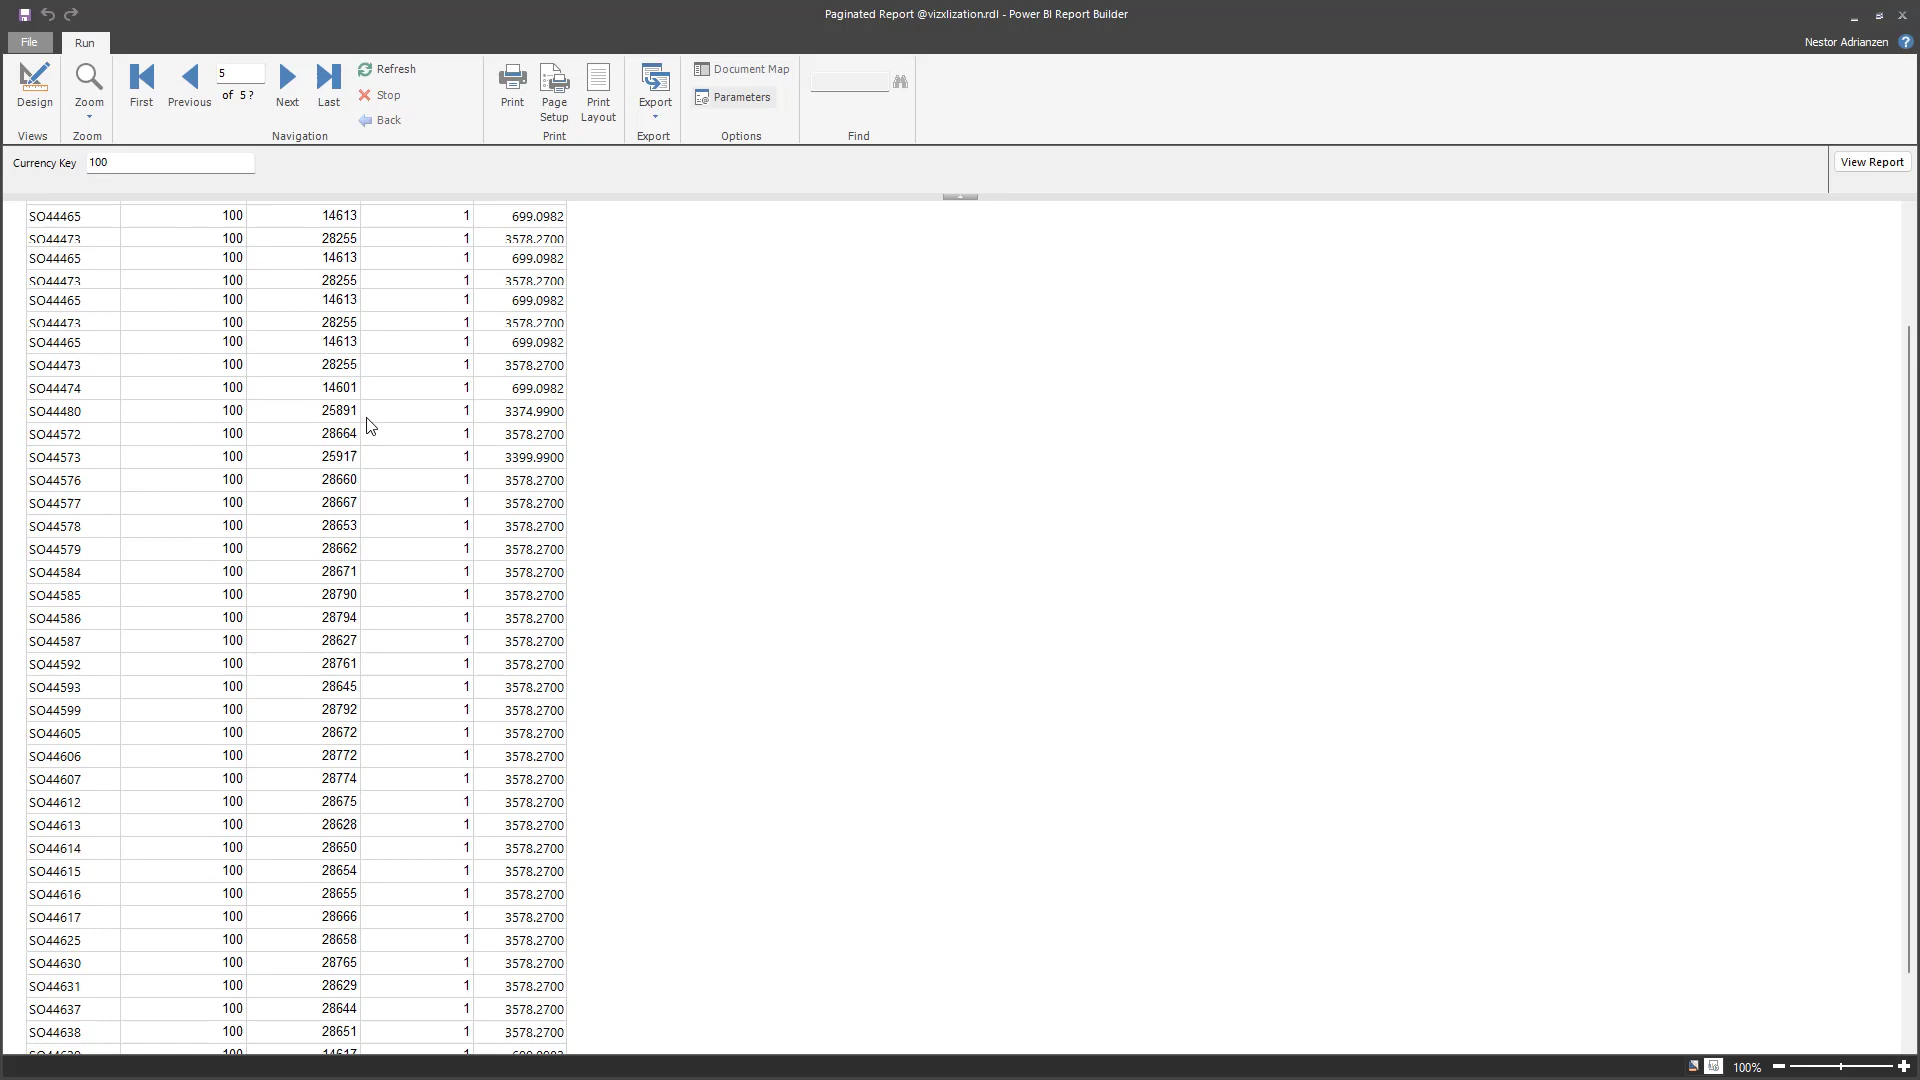 Paginated Report @vizxlization.rdl - Power BI Report Builder
File Run Nestor Adrianzen ?
Design Zoom First Previous 5 of 5 ? Next Last Refresh Stop Back Print Page Setup Print Layout Export Document Map Parameters
Views Zoom Navigation Print Export Options Find
Currency Key 100 View Report
SO44465 100 14613 1 699.0982
SO44473 100 28255 1 3578.2700
SO44465 100 14613 1 699.0982
SO44473 100 28255 1 3578.2700
SO44465 100 14613 1 699.0982
SO44473 100 28255 1 3578.2700
SO44465 100 14613 1 699.0982
SO44473 100 28255 1 3578.2700
SO44474 100 14601 1 699.0982
SO44480 100 25891 1 3374.9900
SO44572 100 28664 1 3578.2700
SO44573 100 25917 1 3399.9900
SO44576 100 28660 1 3578.2700
SO44577 100 28667 1 3578.2700
SO44578 100 28653 1 3578.2700
SO44579 100 28662 1 3578.2700
SO44584 100 28671 1 3578.2700
SO44585 100 28790 1 3578.2700
SO44586 100 28794 1 3578.2700
SO44587 100 28627 1 3578.2700
SO44592 100 28761 1 3578.2700
SO44593 100 28645 1 3578.2700
SO44599 100 28792 1 3578.2700
SO44605 100 28672 1 3578.2700
SO44606 100 28772 1 3578.2700
SO44607 100 28774 1 3578.2700
SO44612 100 28675 1 3578.2700
SO44613 100 28628 1 3578.2700
SO44614 100 28650 1 3578.2700
SO44615 100 28654 1 3578.2700
SO44616 100 28655 1 3578.2700
SO44617 100 28666 1 3578.2700
SO44625 100 28658 1 3578.2700
SO44630 100 28765 1 3578.2700
SO44631 100 28629 1 3578.2700
SO44637 100 28644 1 3578.2700
SO44638 100 28651 1 3578.2700
100%